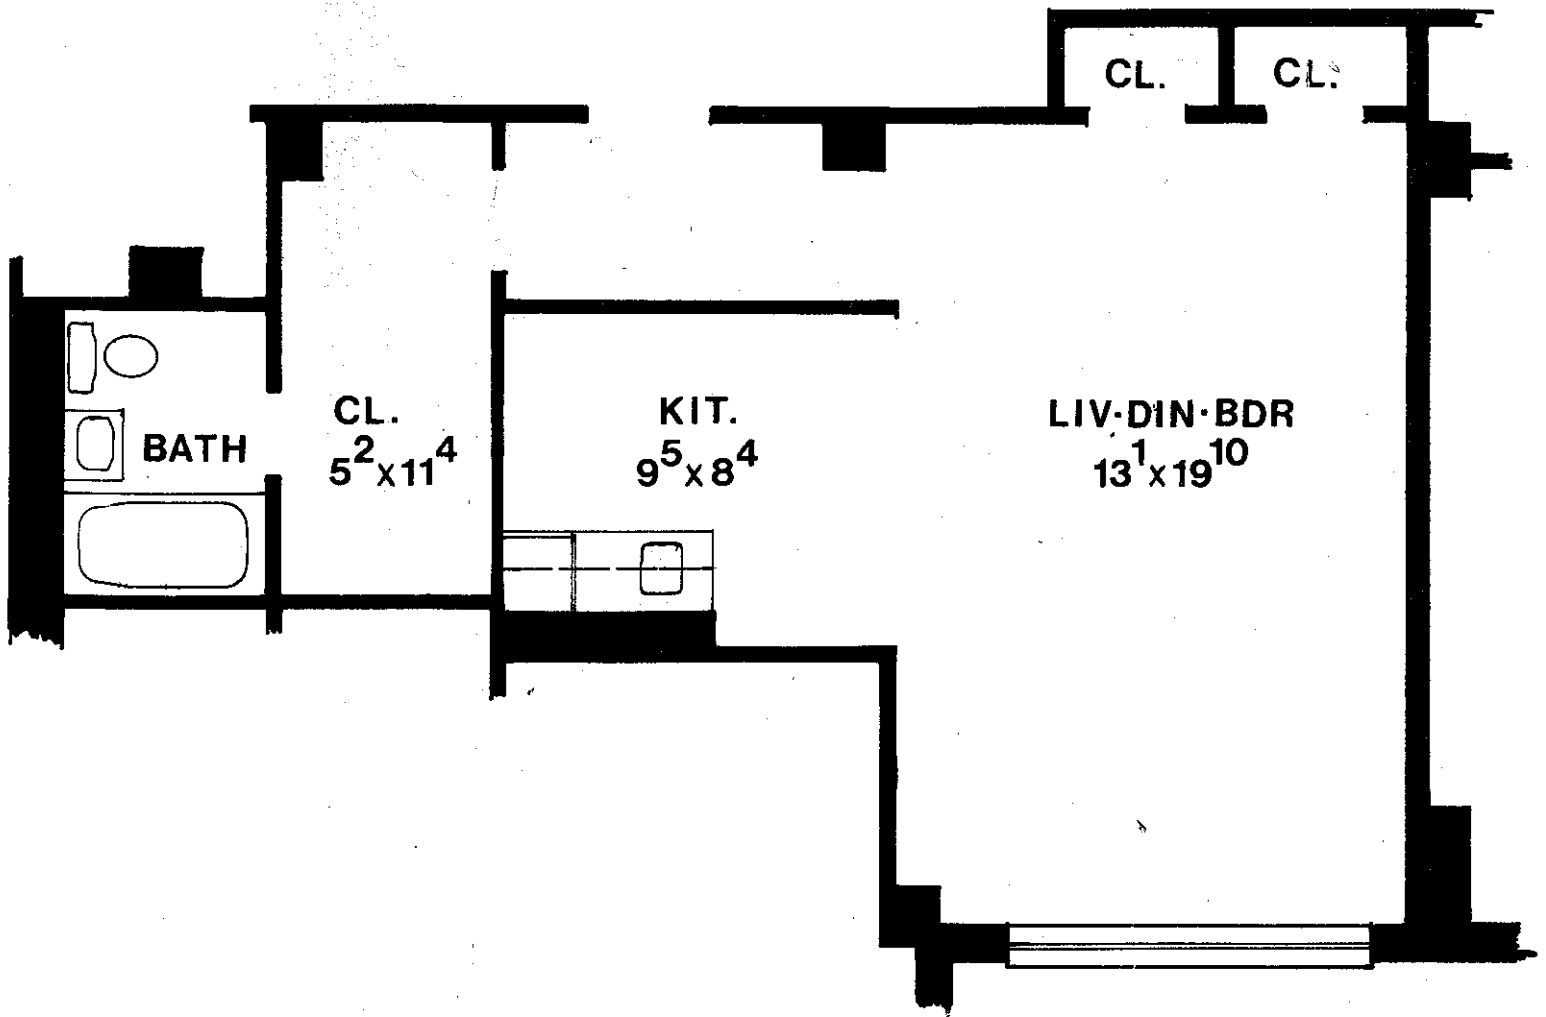 CL.
CL.
CL.
5²x11⁴
KIT.
9⁵x8⁴
LIV·DIN·BDR
13¹x19¹⁰
BATH